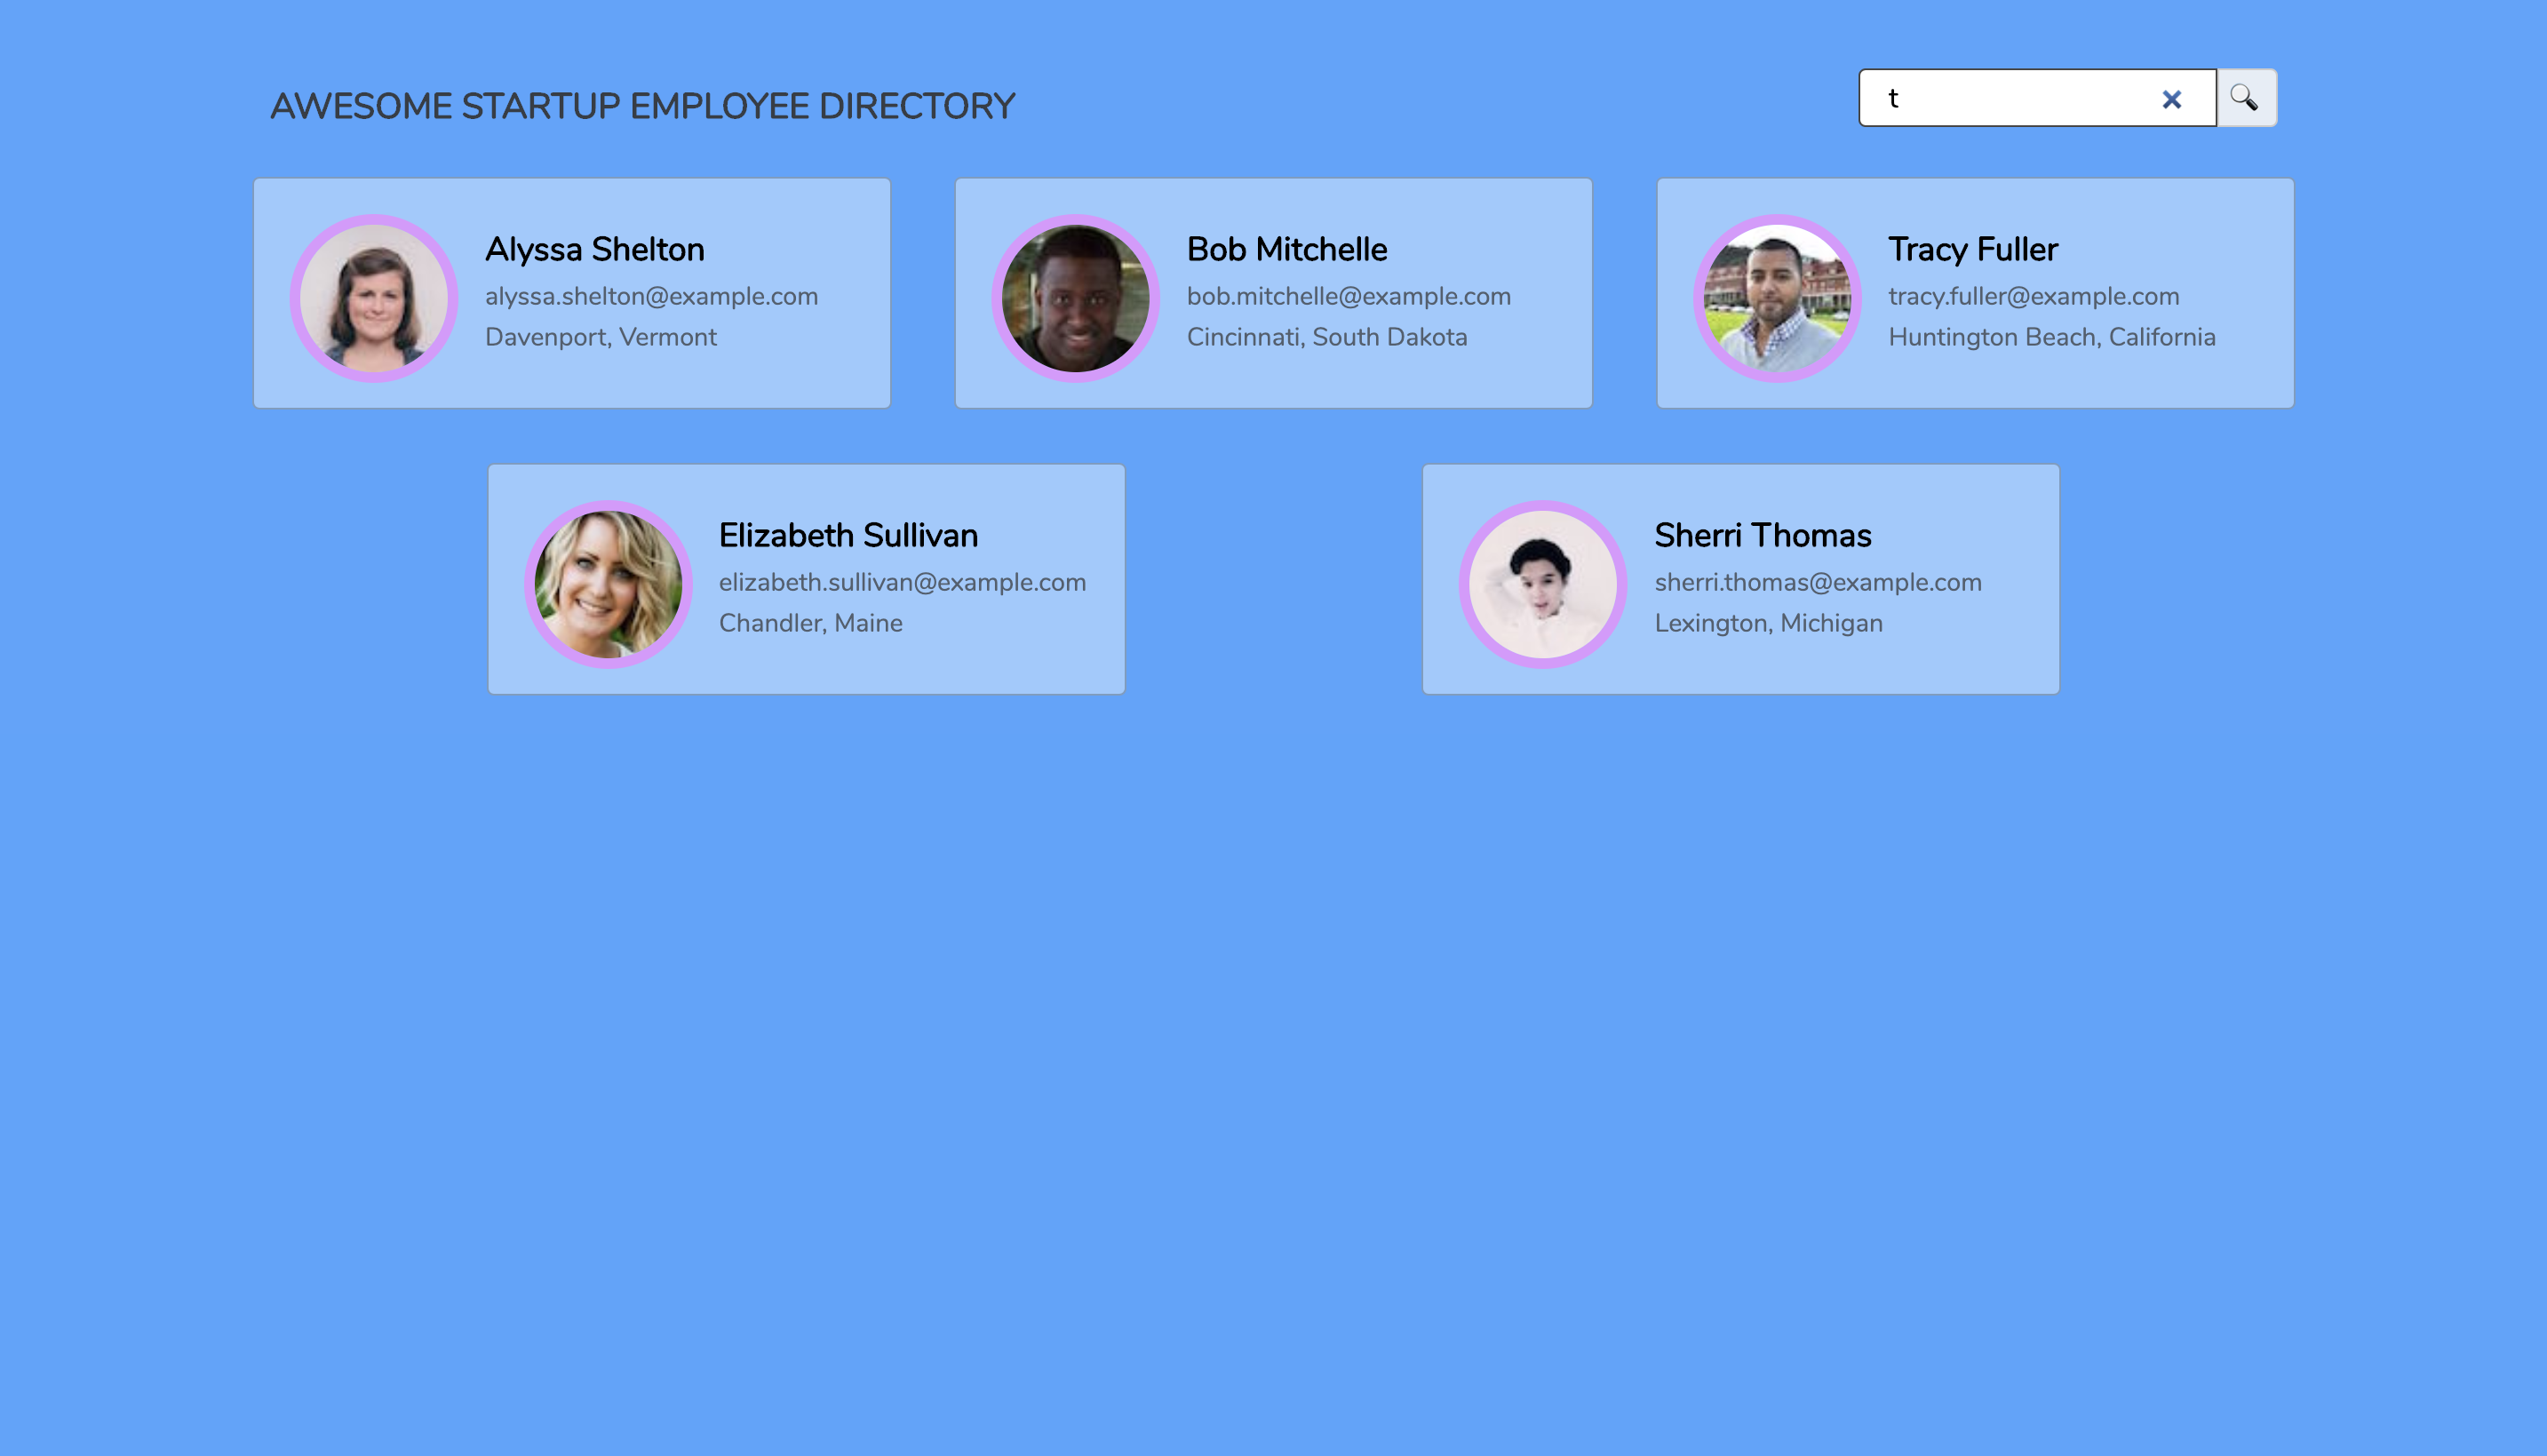 AWESOME STARTUP EMPLOYEE DIRECTORY
t
Alyssa Shelton
alyssa.shelton@example.com
Davenport, Vermont
Bob Mitchelle
bob.mitchelle@example.com
Cincinnati, South Dakota
Tracy Fuller
tracy.fuller@example.com
Huntington Beach, California
Elizabeth Sullivan
elizabeth.sullivan@example.com
Chandler, Maine
Sherri Thomas
sherri.thomas@example.com
Lexington, Michigan